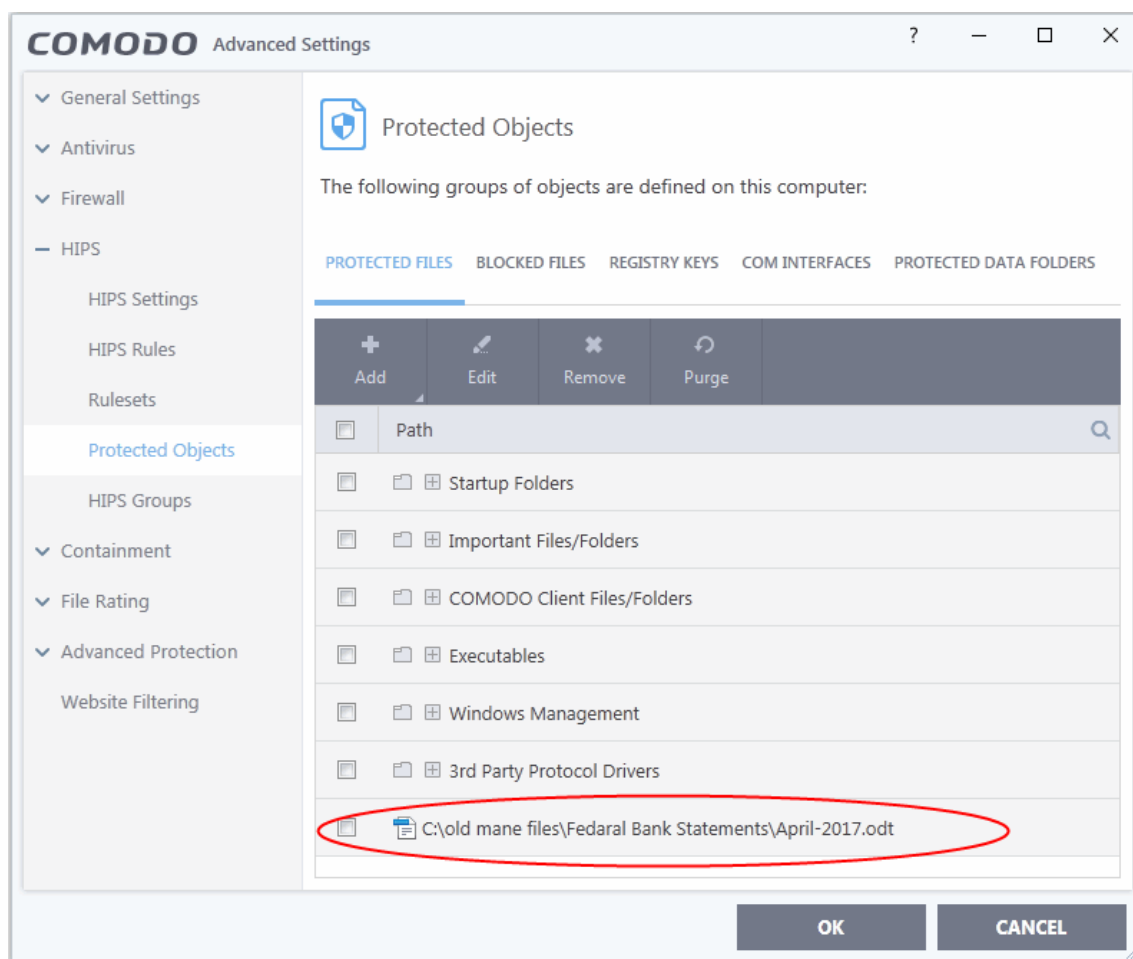 COMODO Advanced Settings ?
General Settings
Antivirus
Firewall
HIPS
HIPS Settings
HIPS Rules
Rulesets
Protected Objects
HIPS Groups
Containment
File Rating
Advanced Protection
Website Filtering
Protected Objects
The following groups of objects are defined on this computer:
PROTECTED FILES BLOCKED FILES REGISTRY KEYS COM INTERFACES PROTECTED DATA FOLDERS
Add Edit Remove Purge
Path
Startup Folders
Important Files/Folders
COMODO Client Files/Folders
Executables
Windows Management
3rd Party Protocol Drivers
C:\old mane files\Fedaral Bank Statements\April-2017.odt
OK CANCEL